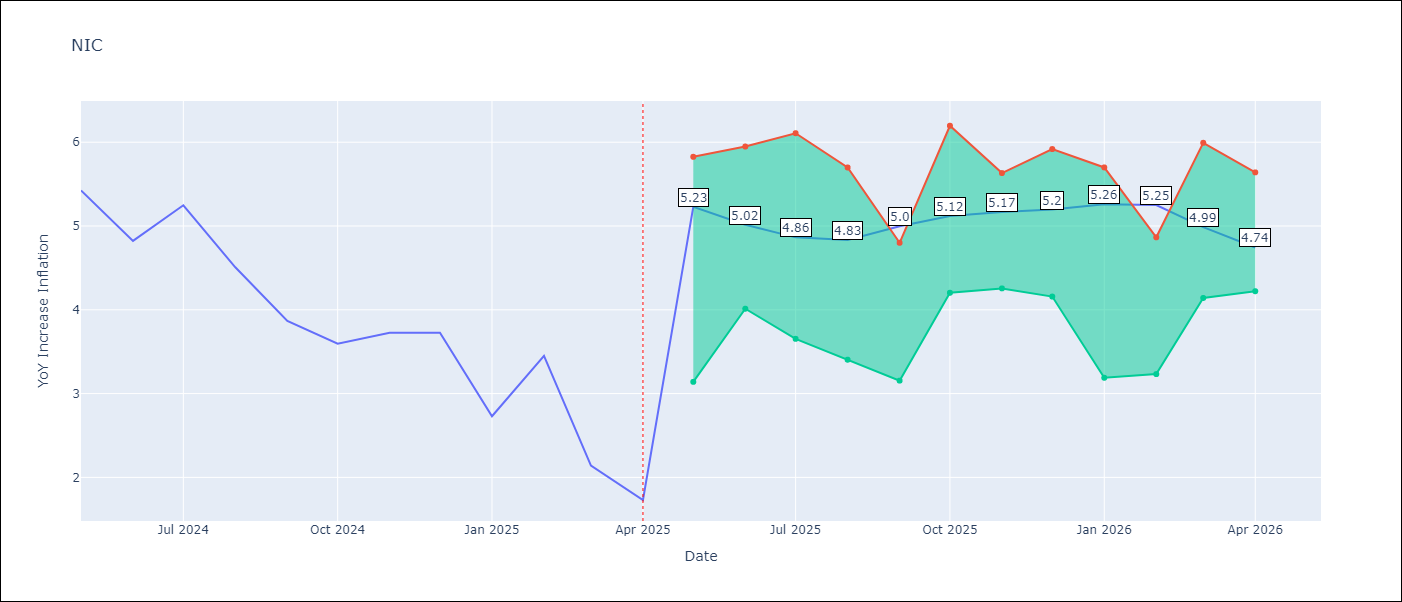 NIC
YoY Increase Inflation
6
5
4
3
2
5.23
5.02
4.86
4.83
5.0
5.12
5.17
5.2
5.26
5.25
4.99
4.74
Jul 2024
Oct 2024
Jan 2025
Apr 2025
Jul 2025
Oct 2025
Jan 2026
Apr 2026
Date